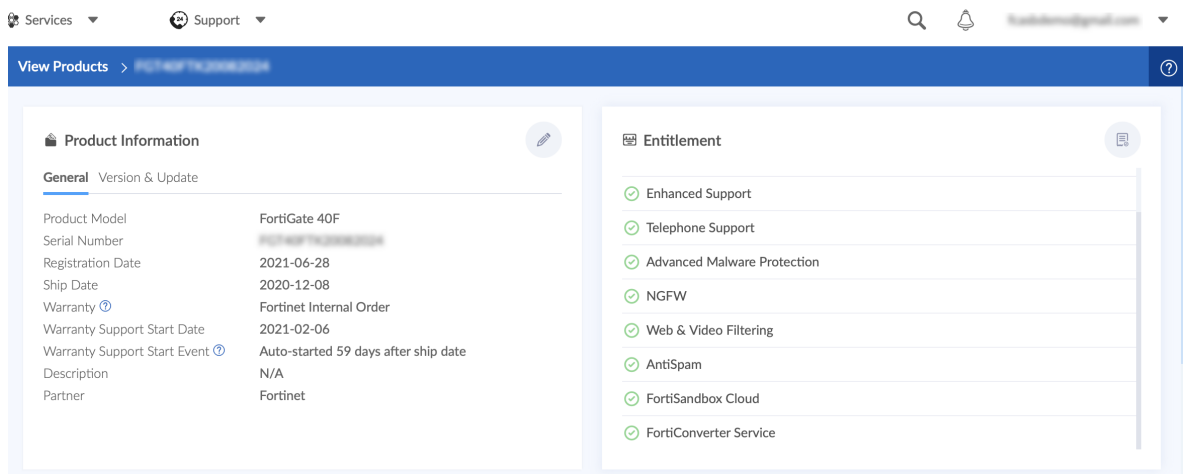 Services
24 Support
View Products >
Product Information
General Version & Update
Product Model FortiGate 40F
Serial Number
Registration Date 2021-06-28
Ship Date 2020-12-08
Warranty ? Fortinet Internal Order
Warranty Support Start Date 2021-02-06
Warranty Support Start Event ? Auto-started 59 days after ship date
Description N/A
Partner Fortinet
Entitlement
Enhanced Support
Telephone Support
Advanced Malware Protection
NGFW
Web & Video Filtering
AntiSpam
FortiSandbox Cloud
FortiConverter Service